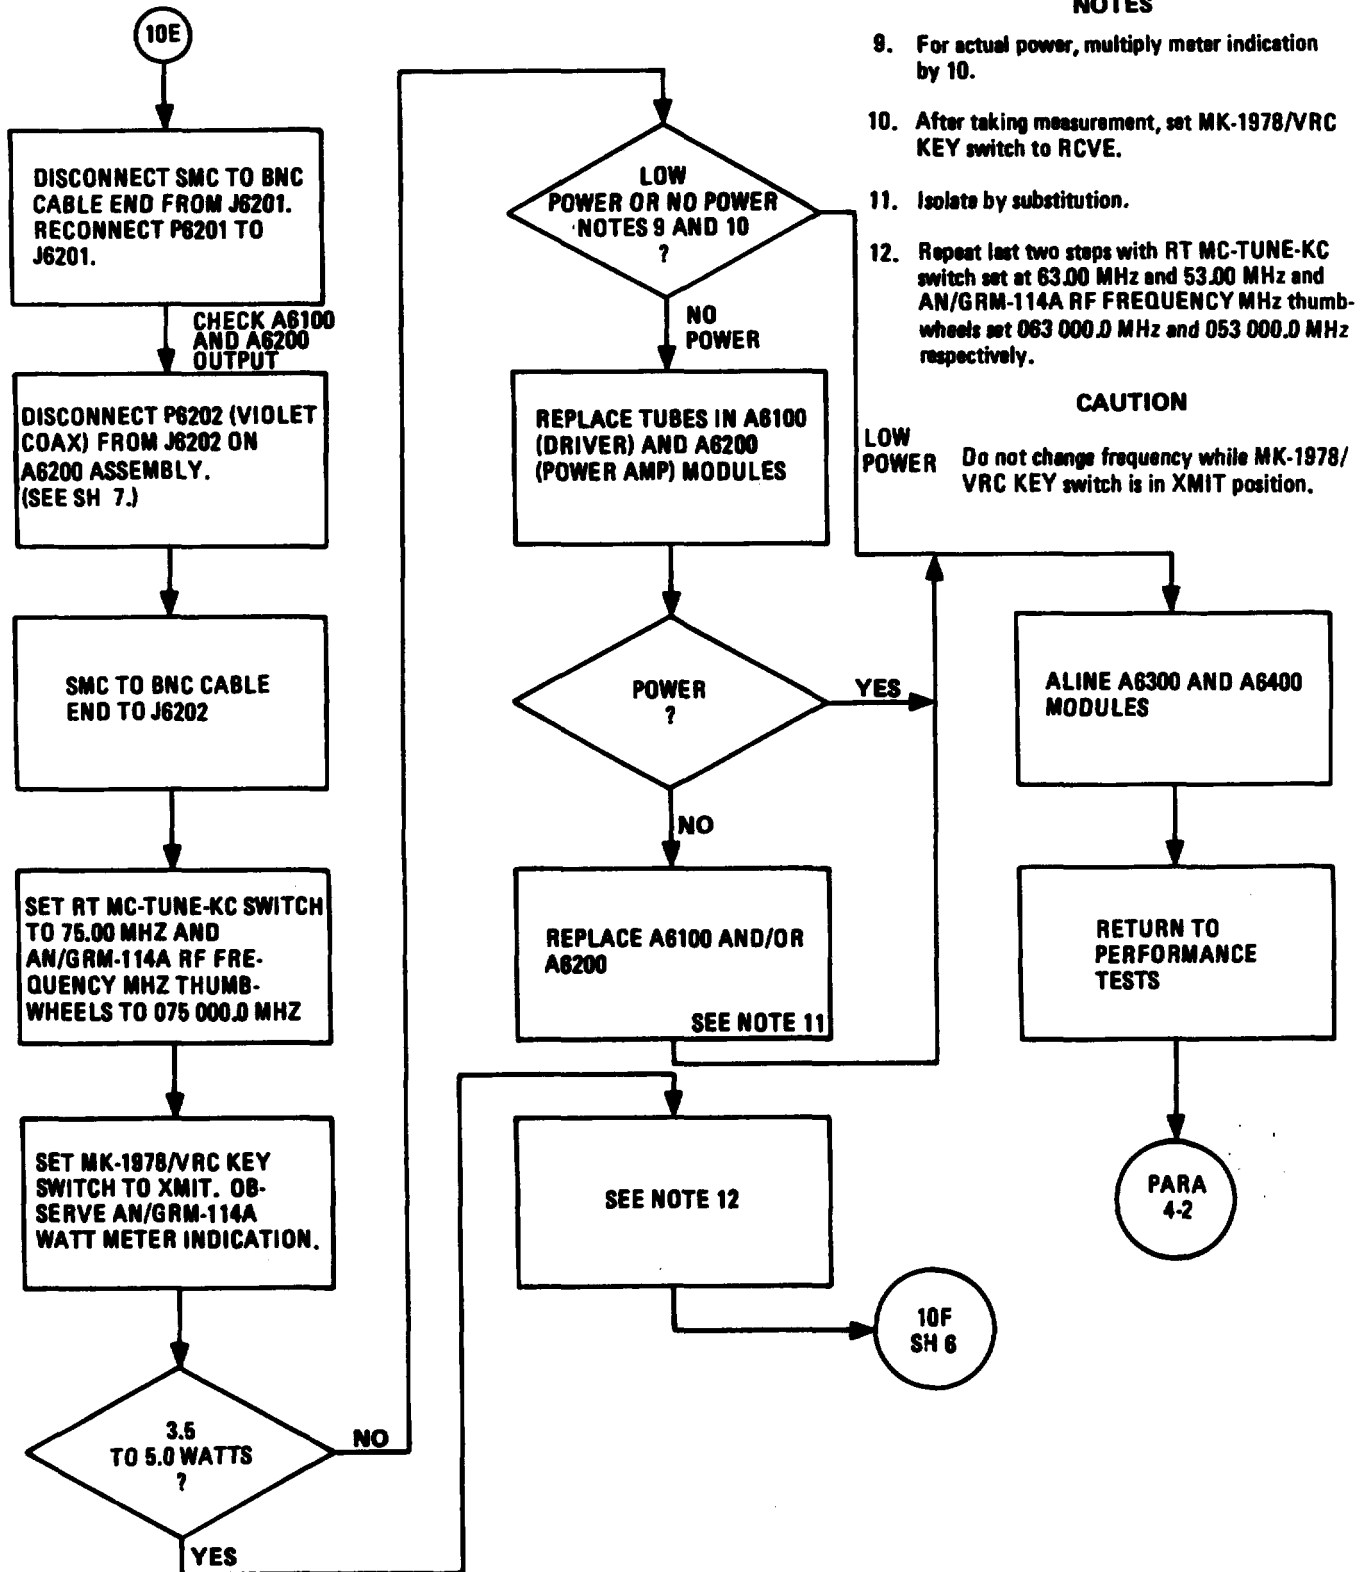 10E
DISCONNECT SMC TO BNC
CABLE END FROM J6201.
RECONNECT P6201 TO
J6201.
CHECK A6100
AND A6200
OUTPUT
DISCONNECT P6202 (VIOLET
COAX) FROM J6202 ON
A6200 ASSEMBLY.
(SEE SH 7.)
SMC TO BNC CABLE
END TO J6202
SET RT MC-TUNE-KC SWITCH
TO 75.00 MHZ AND
AN/GRM-114A RF FRE-
QUENCY MHZ THUMB-
WHEELS TO 075 000.0 MHZ
SET MK-1978/VRC KEY
SWITCH TO XMIT. OB-
SERVE AN/GRM-114A
WATT METER INDICATION.
3.5
TO 5.0 WATTS
?
NO
YES
LOW
POWER OR NO POWER
NOTES 9 AND 10
?
NO
POWER
LOW
POWER
REPLACE TUBES IN A6100
(DRIVER) AND A6200
(POWER AMP) MODULES
POWER
?
YES
NO
REPLACE A6100 AND/OR
A6200
SEE NOTE 11
SEE NOTE 12
10F
SH 6
NOTES
9. For actual power, multiply meter indication
by 10.
10. After taking measurement, set MK-1978/VRC
KEY switch to RCVE.
11. Isolate by substitution.
12. Repeat last two steps with RT MC-TUNE-KC
switch set at 63.00 MHz and 53.00 MHz and
AN/GRM-114A RF FREQUENCY MHz thumb-
wheels set 063 000.0 MHz and 053 000.0 MHz
respectively.
CAUTION
Do not change frequency while MK-1978/
VRC KEY switch is in XMIT position.
ALINE A6300 AND A6400
MODULES
RETURN TO
PERFORMANCE
TESTS
PARA
4-2